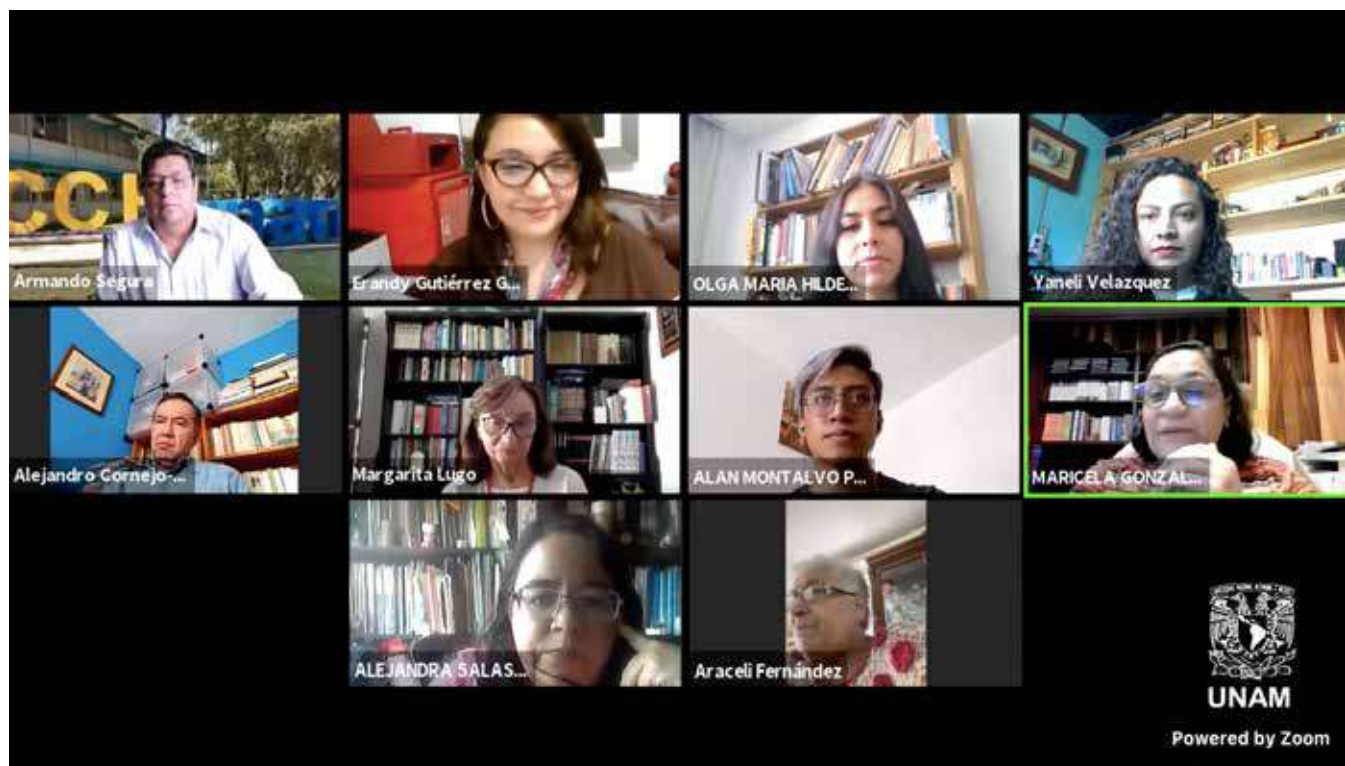 CCH
Armando Segura
Erandy Gutiérrez G...
OLGA MARIA HILDE...
Yaneli Velazquez
Alejandro Cornejo-...
Margarita Lugo
ALAN MONTALVO P...
MARICELA GONZAL...
ALEJANDRA SALAS...
Araceli Fernández
UNAM
Powered by Zoom